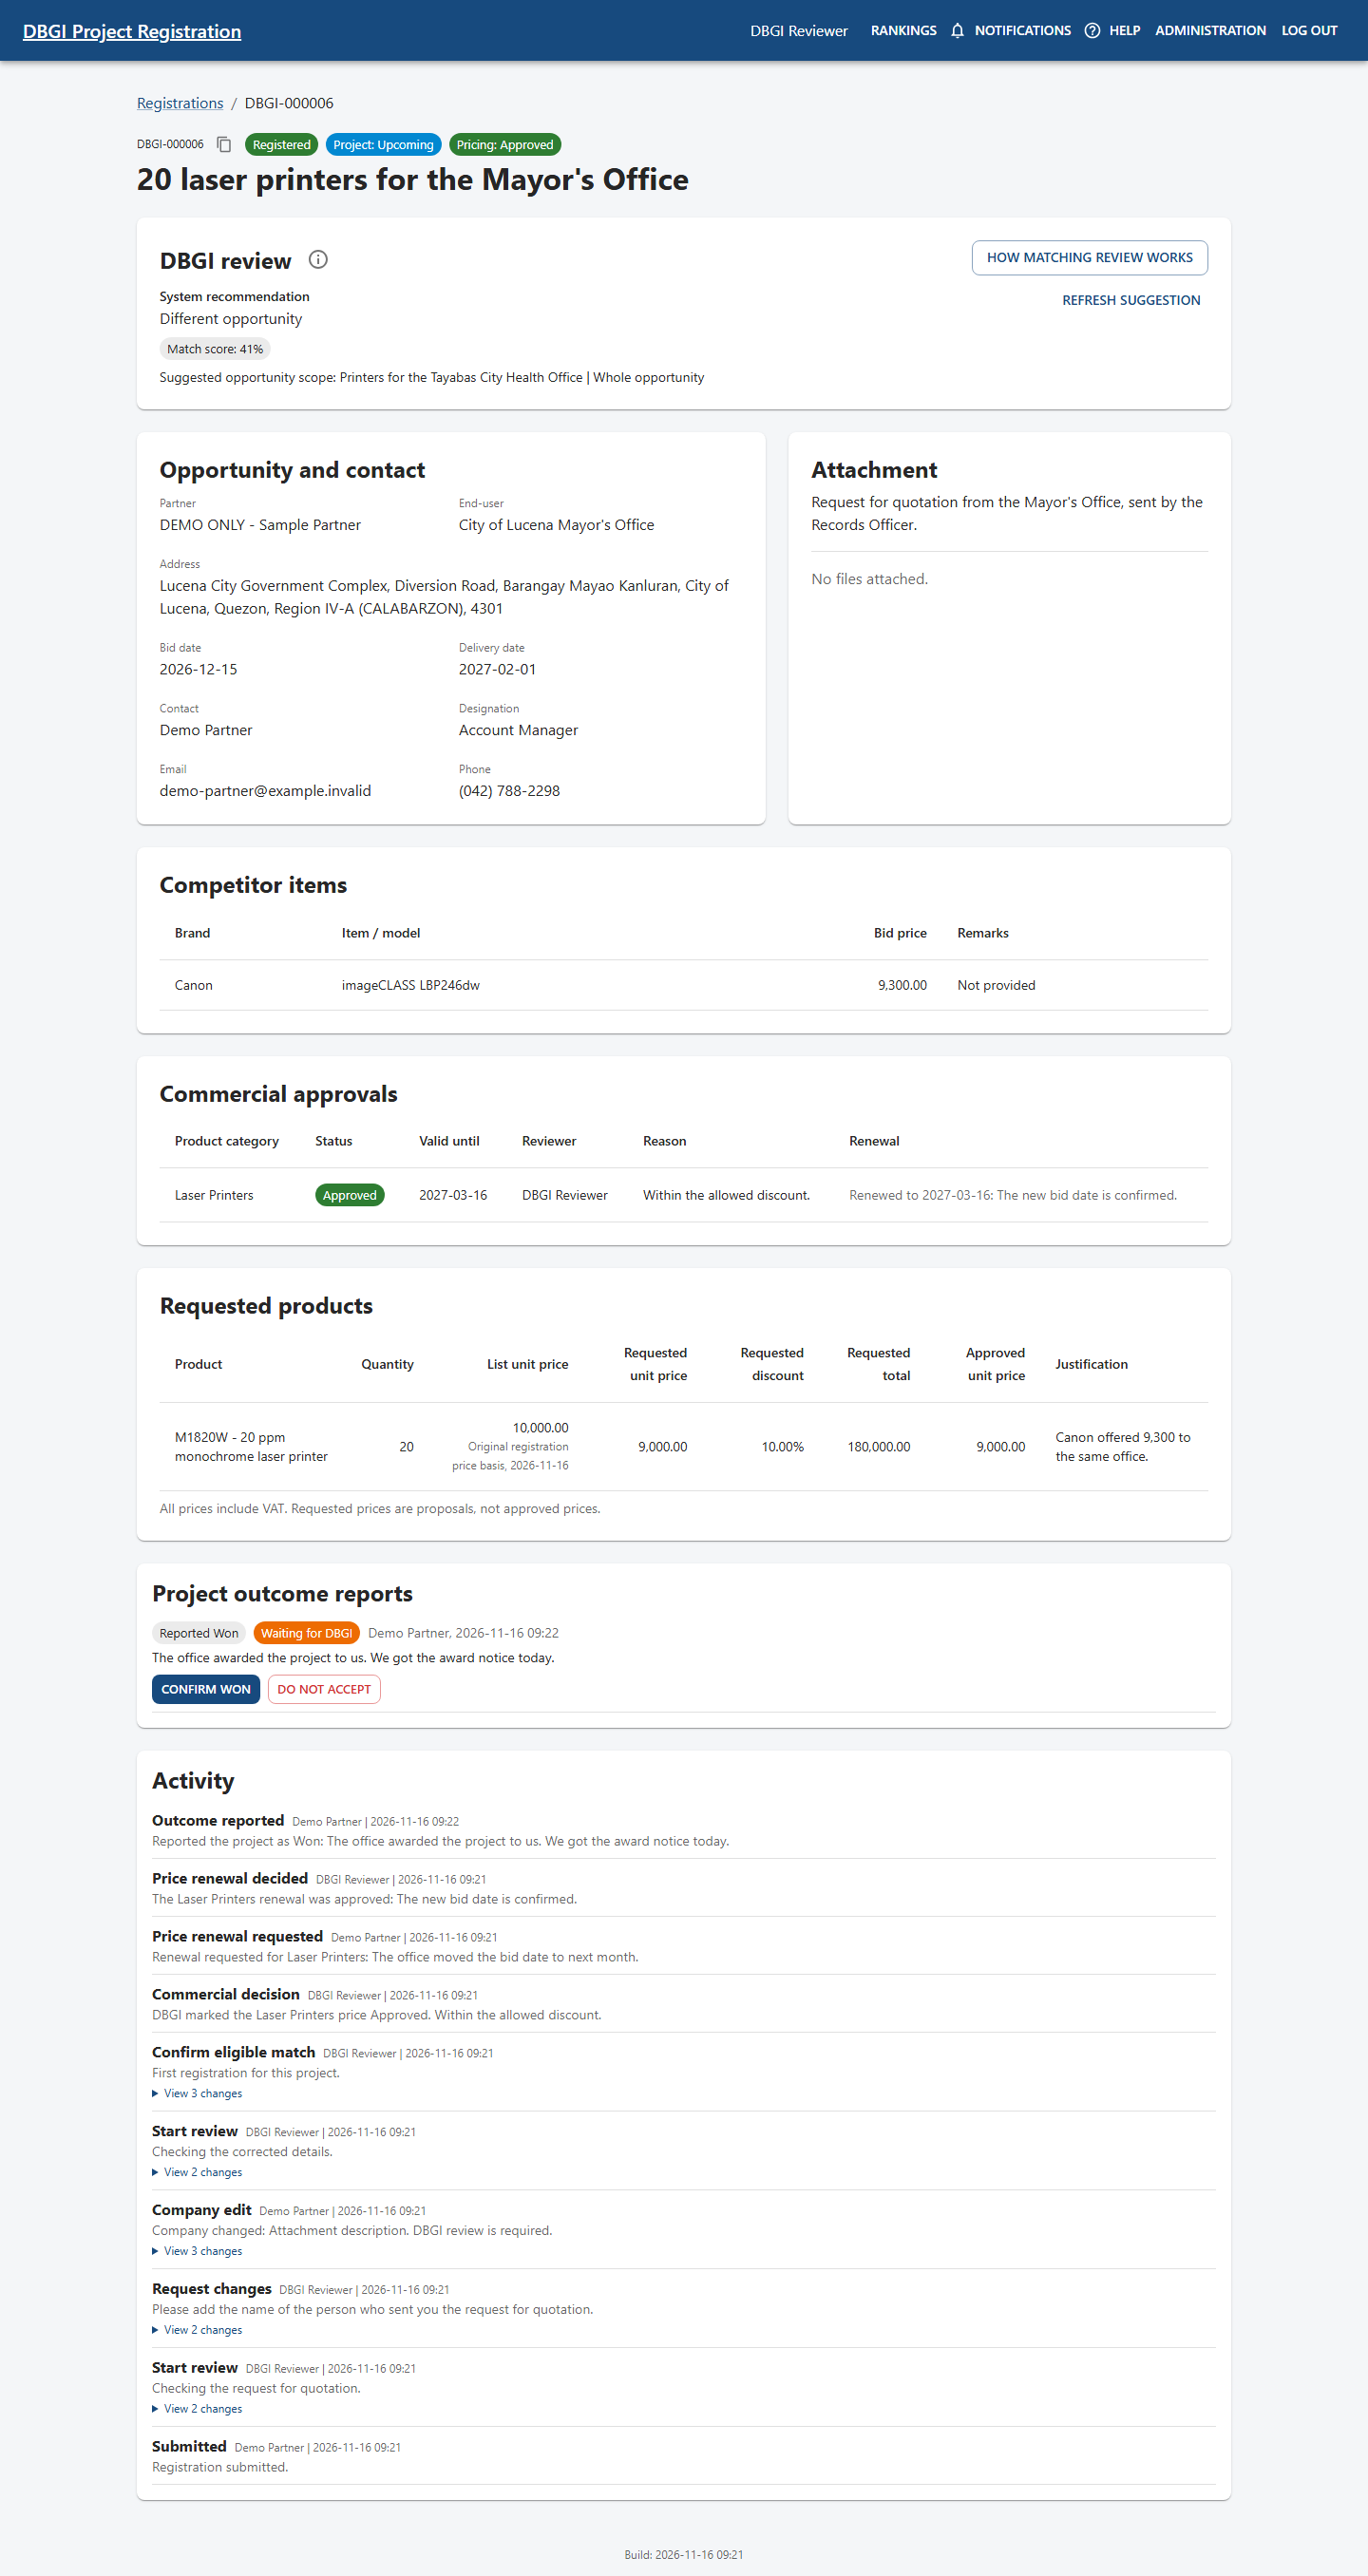 DBGI Project Registration
DBGI Reviewer RANKINGS NOTIFICATIONS HELP ADMINISTRATION LOG OUT
Registrations / DBGI-000006
DBGI-000006 Registered Project: Upcoming Pricing: Approved
20 laser printers for the Mayor's Office
DBGI review
HOW MATCHING REVIEW WORKS
System recommendation
REFRESH SUGGESTION
Different opportunity
Match score: 41%
Suggested opportunity scope: Printers for the Tayabas City Health Office | Whole opportunity
Opportunity and contact
Partner End-user
DEMO ONLY - Sample Partner City of Lucena Mayor's Office
Address
Lucena City Government Complex, Diversion Road, Barangay Mayao Kanluran, City of
Lucena, Quezon, Region IV-A (CALABARZON), 4301
Bid date Delivery date
2026-12-15 2027-02-01
Contact Designation
Demo Partner Account Manager
Email Phone
demo-partner@example.invalid (042) 788-2298
Attachment
Request for quotation from the Mayor's Office, sent by the
Records Officer.
No files attached.
Competitor items
Brand Item / model Bid price Remarks
Canon imageCLASS LBP246dw 9,300.00 Not provided
Commercial approvals
Product category Status Valid until Reviewer Reason Renewal
Laser Printers Approved 2027-03-16 DBGI Reviewer Within the allowed discount. Renewed to 2027-03-16: The new bid date is confirmed.
Requested products
Product Quantity List unit price Requested unit price Requested discount Requested total Approved unit price Justification
M1820W - 20 ppm monochrome laser printer 20 10,000.00 Original registration price basis, 2026-11-16 9,000.00 10.00% 180,000.00 9,000.00 Canon offered 9,300 to the same office.
All prices include VAT. Requested prices are proposals, not approved prices.
Project outcome reports
Reported Won Waiting for DBGI Demo Partner, 2026-11-16 09:22
The office awarded the project to us. We got the award notice today.
CONFIRM WON DO NOT ACCEPT
Activity
Outcome reported Demo Partner | 2026-11-16 09:22
Reported the project as Won: The office awarded the project to us. We got the award notice today.
Price renewal decided DBGI Reviewer | 2026-11-16 09:21
The Laser Printers renewal was approved: The new bid date is confirmed.
Price renewal requested Demo Partner | 2026-11-16 09:21
Renewal requested for Laser Printers: The office moved the bid date to next month.
Commercial decision DBGI Reviewer | 2026-11-16 09:21
DBGI marked the Laser Printers price Approved. Within the allowed discount.
Confirm eligible match DBGI Reviewer | 2026-11-16 09:21
First registration for this project.
View 3 changes
Start review DBGI Reviewer | 2026-11-16 09:21
Checking the corrected details.
View 2 changes
Company edit Demo Partner | 2026-11-16 09:21
Company changed: Attachment description. DBGI review is required.
View 3 changes
Request changes DBGI Reviewer | 2026-11-16 09:21
Please add the name of the person who sent you the request for quotation.
View 2 changes
Start review DBGI Reviewer | 2026-11-16 09:21
Checking the request for quotation.
View 2 changes
Submitted Demo Partner | 2026-11-16 09:21
Registration submitted.
Build: 2026-11-16 09:21